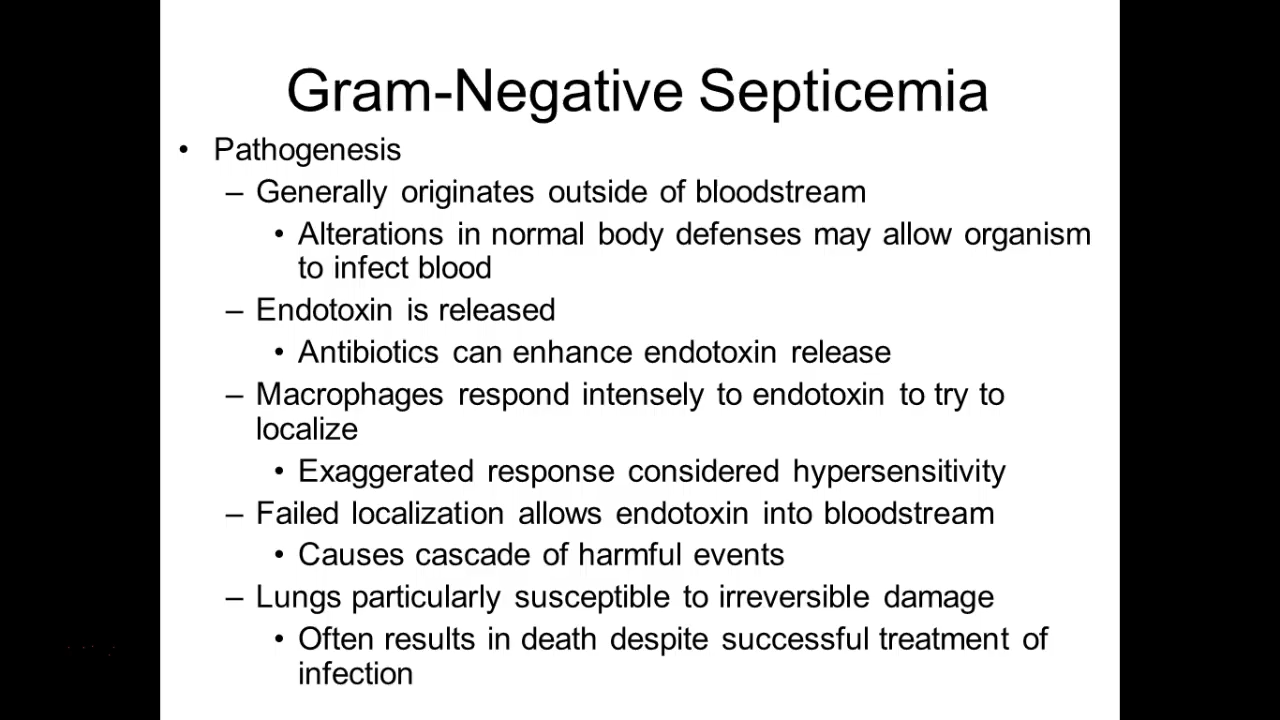 Gram-Negative Septicemia
• Pathogenesis
– Generally originates outside of bloodstream
• Alterations in normal body defenses may allow organism
to infect blood
– Endotoxin is released
• Antibiotics can enhance endotoxin release
– Macrophages respond intensely to endotoxin to try to
localize
• Exaggerated response considered hypersensitivity
– Failed localization allows endotoxin into bloodstream
• Causes cascade of harmful events
– Lungs particularly susceptible to irreversible damage
• Often results in death despite successful treatment of
infection